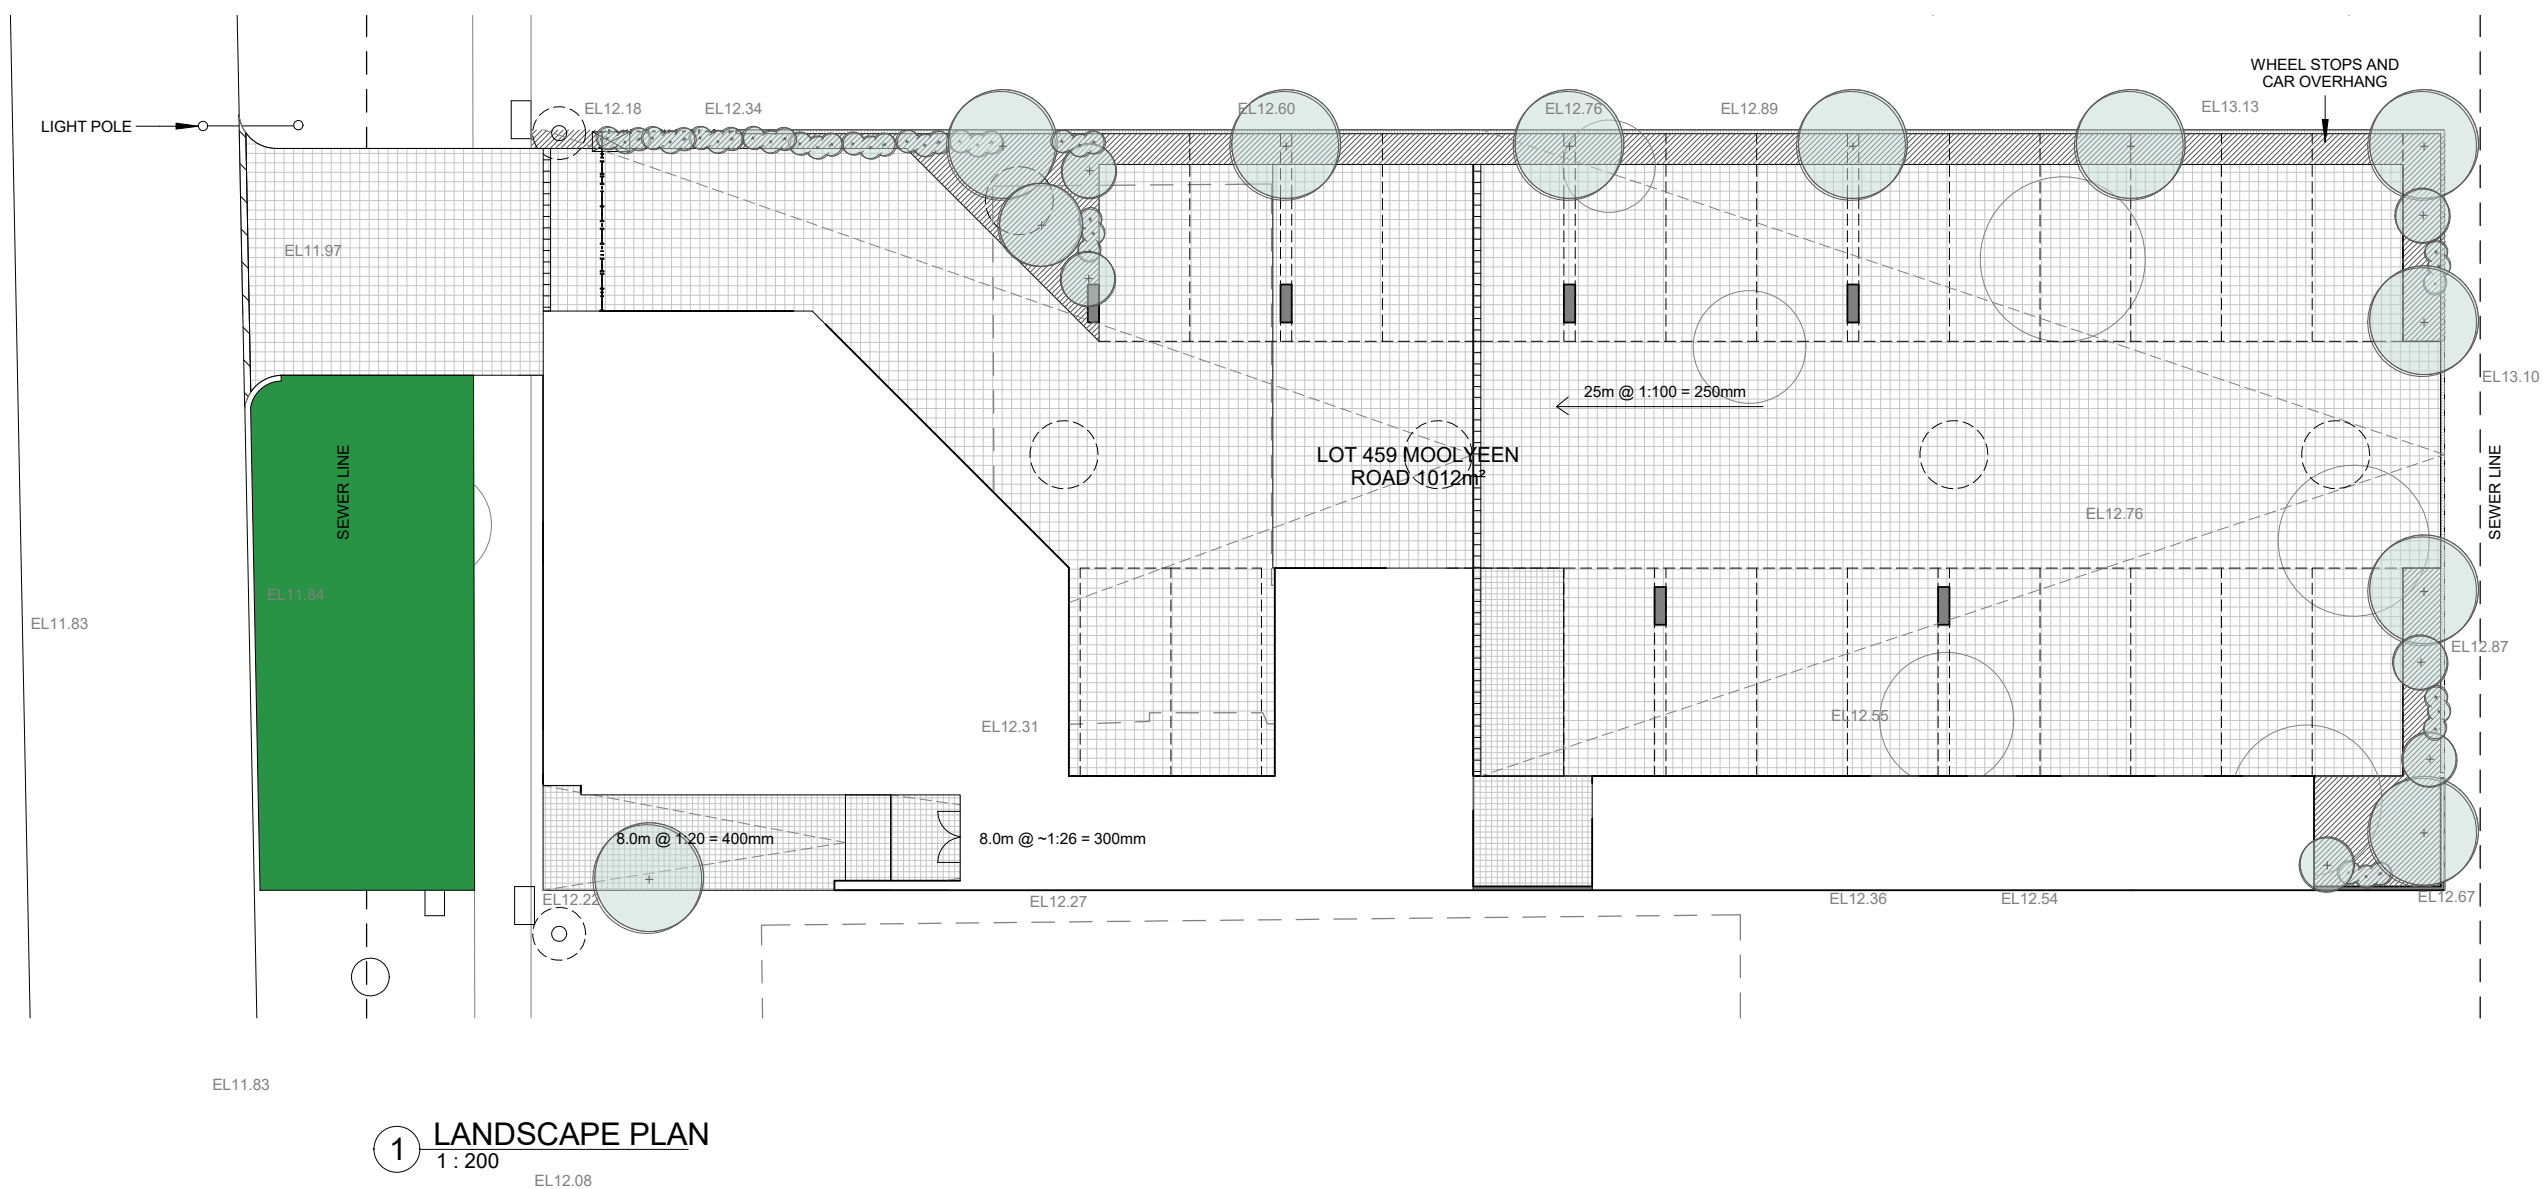 WHEEL STOPS AND
CAR OVERHANG
EL12.18
EL12.34
EL12.60
EL12.76
EL12.89
EL13.13
LIGHT POLE
EL11.97
EL13.10
25m @ 1:100 = 250mm
LOT 459 MOOLYEEN
ROAD 1012m²
SEWER LINE
SEWER LINE
EL12.76
EL11.84
EL11.83
EL12.87
EL12.31
EL12.55
8.0m @ 1:20 = 400mm
8.0m @ ~1:26 = 300mm
EL12.22
EL12.27
EL12.36
EL12.54
EL12.67
EL11.83
1
LANDSCAPE PLAN
1 : 200
EL12.08